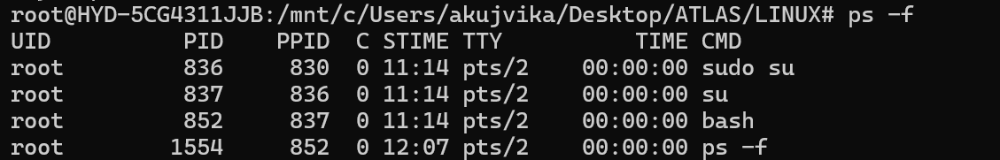 root@HYD-5CG4311JJB:/mnt/c/Users/akujvika/Desktop/ATLAS/LINUX# ps -f
UID          PID    PPID  C STIME TTY          TIME CMD
root         836     830  0 11:14 pts/2    00:00:00 sudo su
root         837     836  0 11:14 pts/2    00:00:00 su
root         852     837  0 11:14 pts/2    00:00:00 bash
root        1554     852  0 12:07 pts/2    00:00:00 ps -f